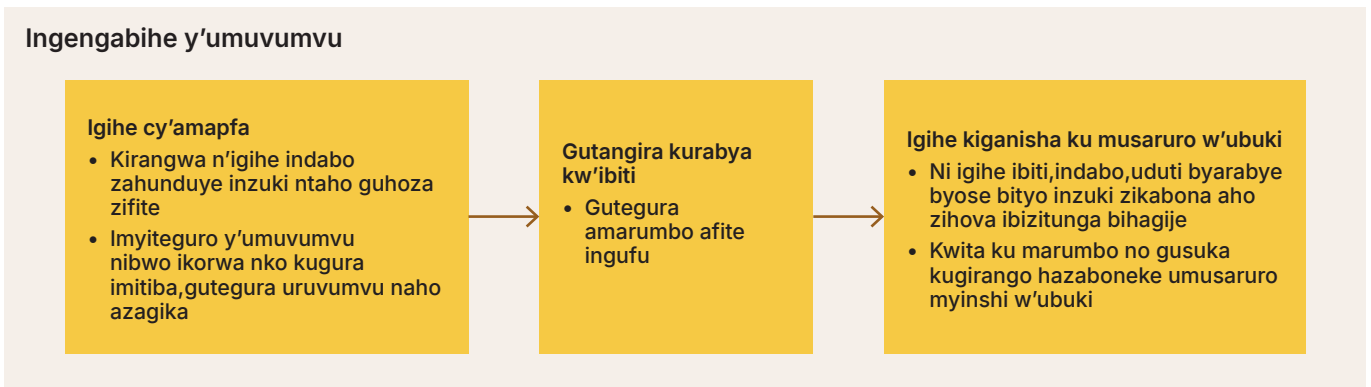 Ingengabihe y’umuvumvu
Igihe cy’amapfa
• Kirangwa n’igihe indabo
zahunduye inzuki ntaho guhoza
zifite
• Imyiteguro y’umuvumvu
nibwo ikorwa nko kugura
imitiba,gutegura uruvumvu naho
azagika
Gutangira kurabya
kw’ibiti
• Gutegura
amarumbo afite
ingufu
Igihe kiganisha ku musaruro w’ubuki
• Ni igihe ibiti,indabo,uduti byarabye
byose bityo inzuki zikabona aho
zihova ibizitunga bihagije
• Kwita ku marumbo no gusuka
kugirango hazaboneke umusaruro
myinshi w’ubuki